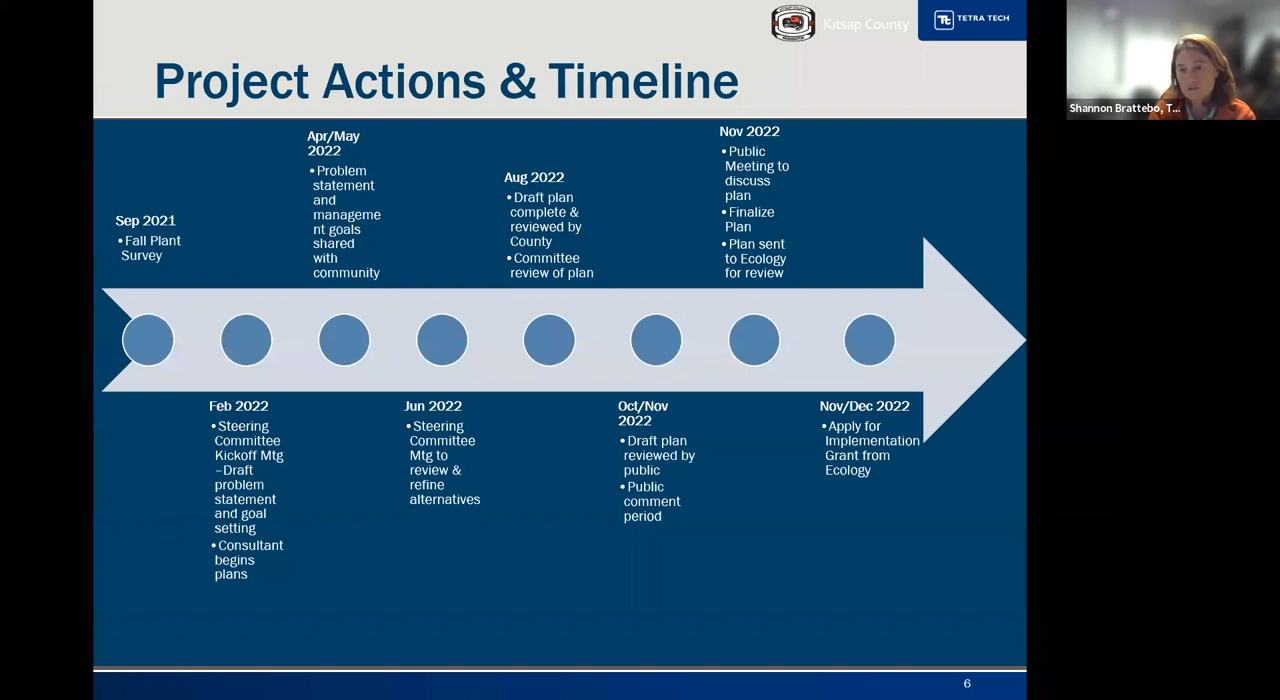 Kitsap County
TETRA TECH
Shannon Brattebo, T...
Project Actions & Timeline
Sep 2021
•Fall Plant
Survey
Feb 2022
•Steering
Committee
Kickoff Mtg
–Draft
problem
statement
and goal
setting
•Consultant
begins
plans
Apr/May
2022
•Problem
statement
and
manageme
nt goals
shared
with
community
Jun 2022
•Steering
Committee
Mtg to
review &
refine
alternatives
Aug 2022
•Draft plan
complete &
reviewed by
County
•Committee
review of plan
Oct/Nov
2022
•Draft plan
reviewed by
public
•Public
comment
period
Nov 2022
•Public
Meeting to
discuss
plan
•Finalize
Plan
•Plan sent
to Ecology
for review
Nov/Dec 2022
•Apply for
Implementation
Grant from
Ecology
6